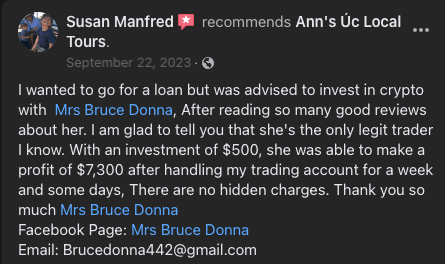 Susan Manfred recommends Ann's Úc Local
Tours.
September 22, 2023 ·
I wanted to go for a loan but was advised to invest in crypto
with Mrs Bruce Donna, After reading so many good reviews
about her. I am glad to tell you that she's the only legit trader
I know. With an investment of $500, she was able to make a
profit of $7,300 after handling my trading account for a week
and some days, There are no hidden charges. Thank you so
much Mrs Bruce Donna
Facebook Page: Mrs Bruce Donna
Email: Brucedonna442@gmail.com